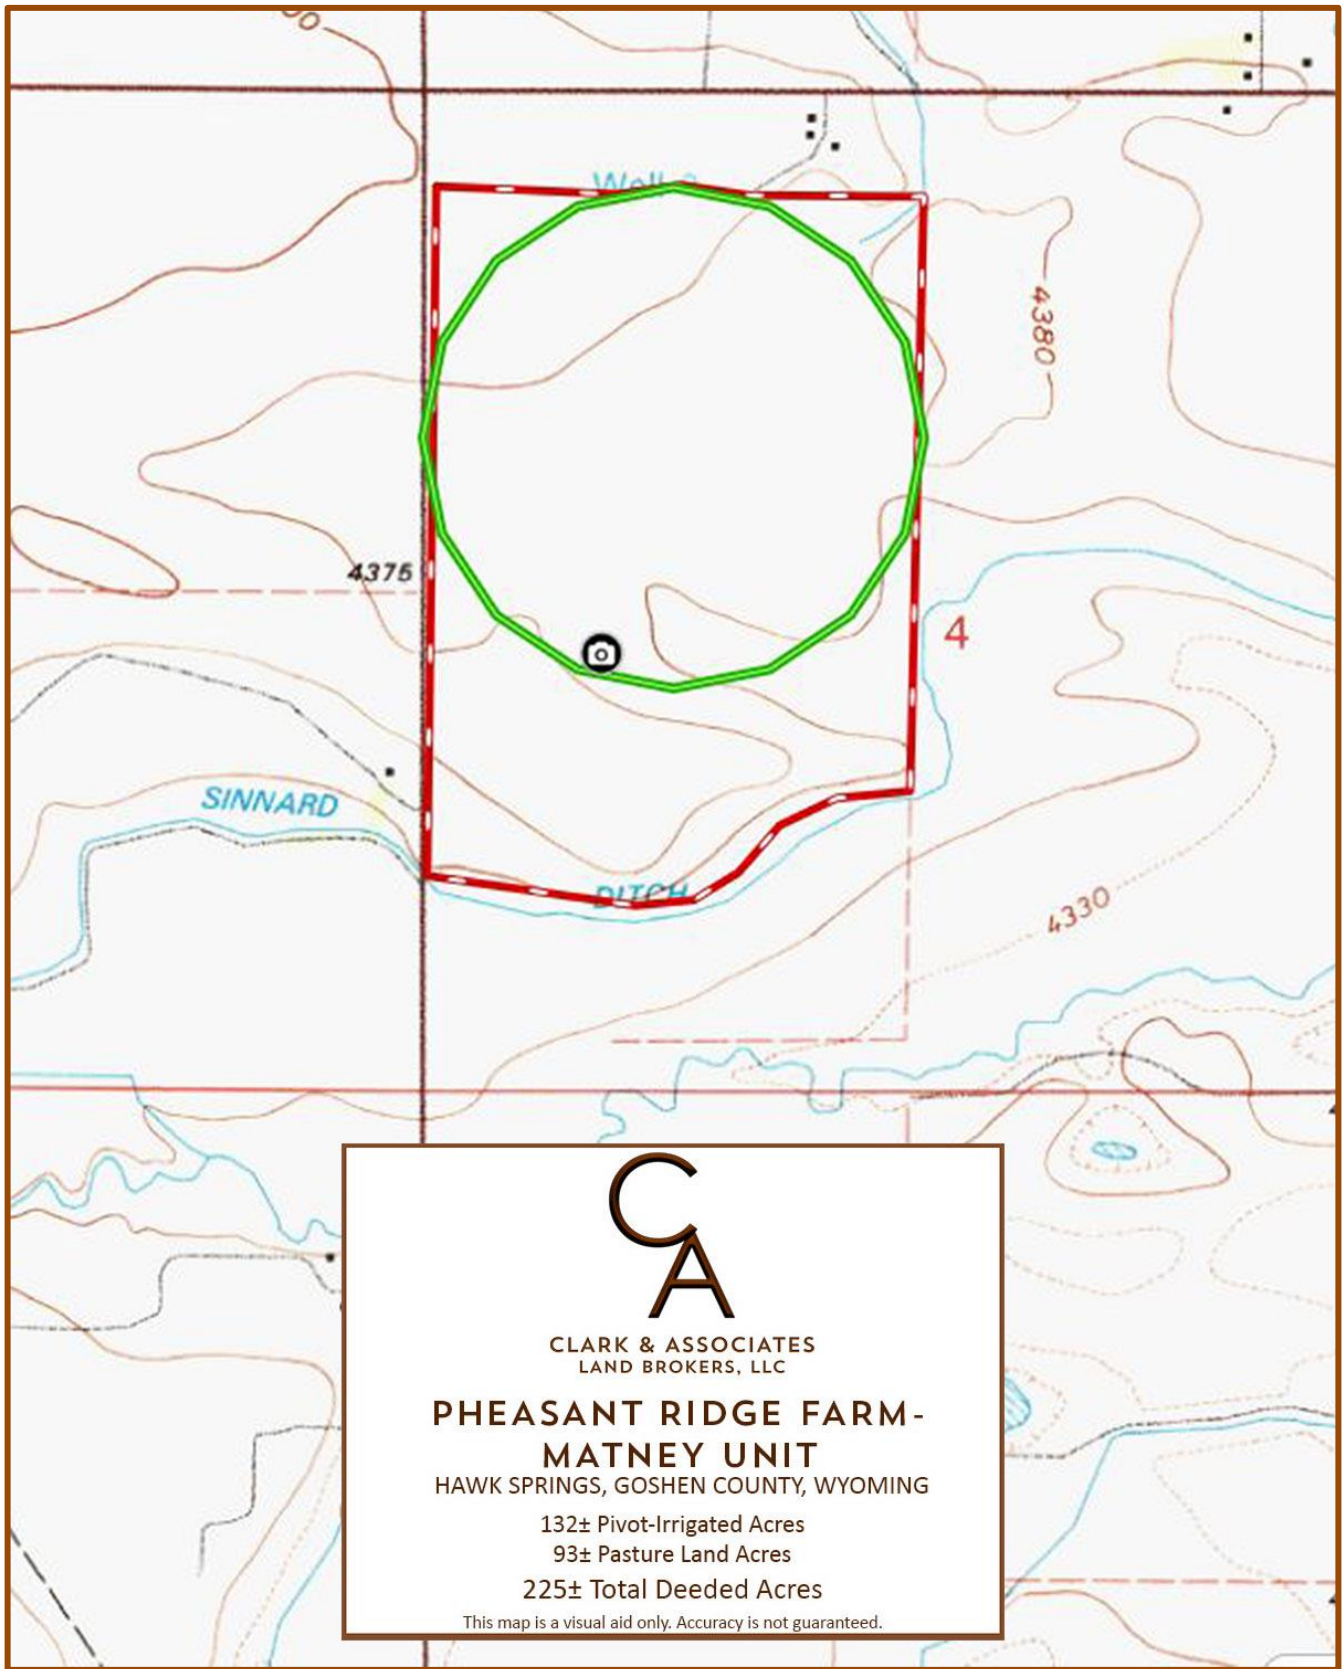 4380
4375
4
SINNARD
DITCH
4330
CA
CLARK & ASSOCIATES
LAND BROKERS, LLC
PHEASANT RIDGE FARM-
MATNEY UNIT
HAWK SPRINGS, GOSHEN COUNTY, WYOMING
132± Pivot-Irrigated Acres
93± Pasture Land Acres
225± Total Deeded Acres
This map is a visual aid only. Accuracy is not guaranteed.